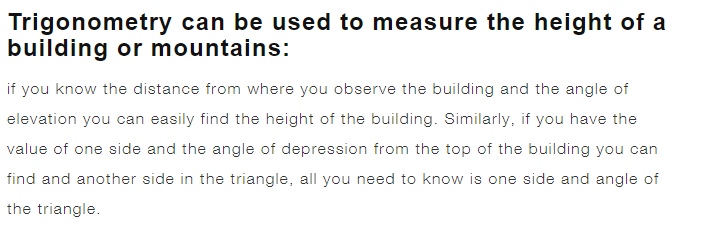 Trigonometry can be used to measure the height of a
building or mountains:
if you know the distance from where you observe the building and the angle of
elevation you can easily find the height of the building. Similarly, if you have the
value of one side and the angle of depression from the top of the building you can
find and another side in the triangle, all you need to know is one side and angle of
the triangle.